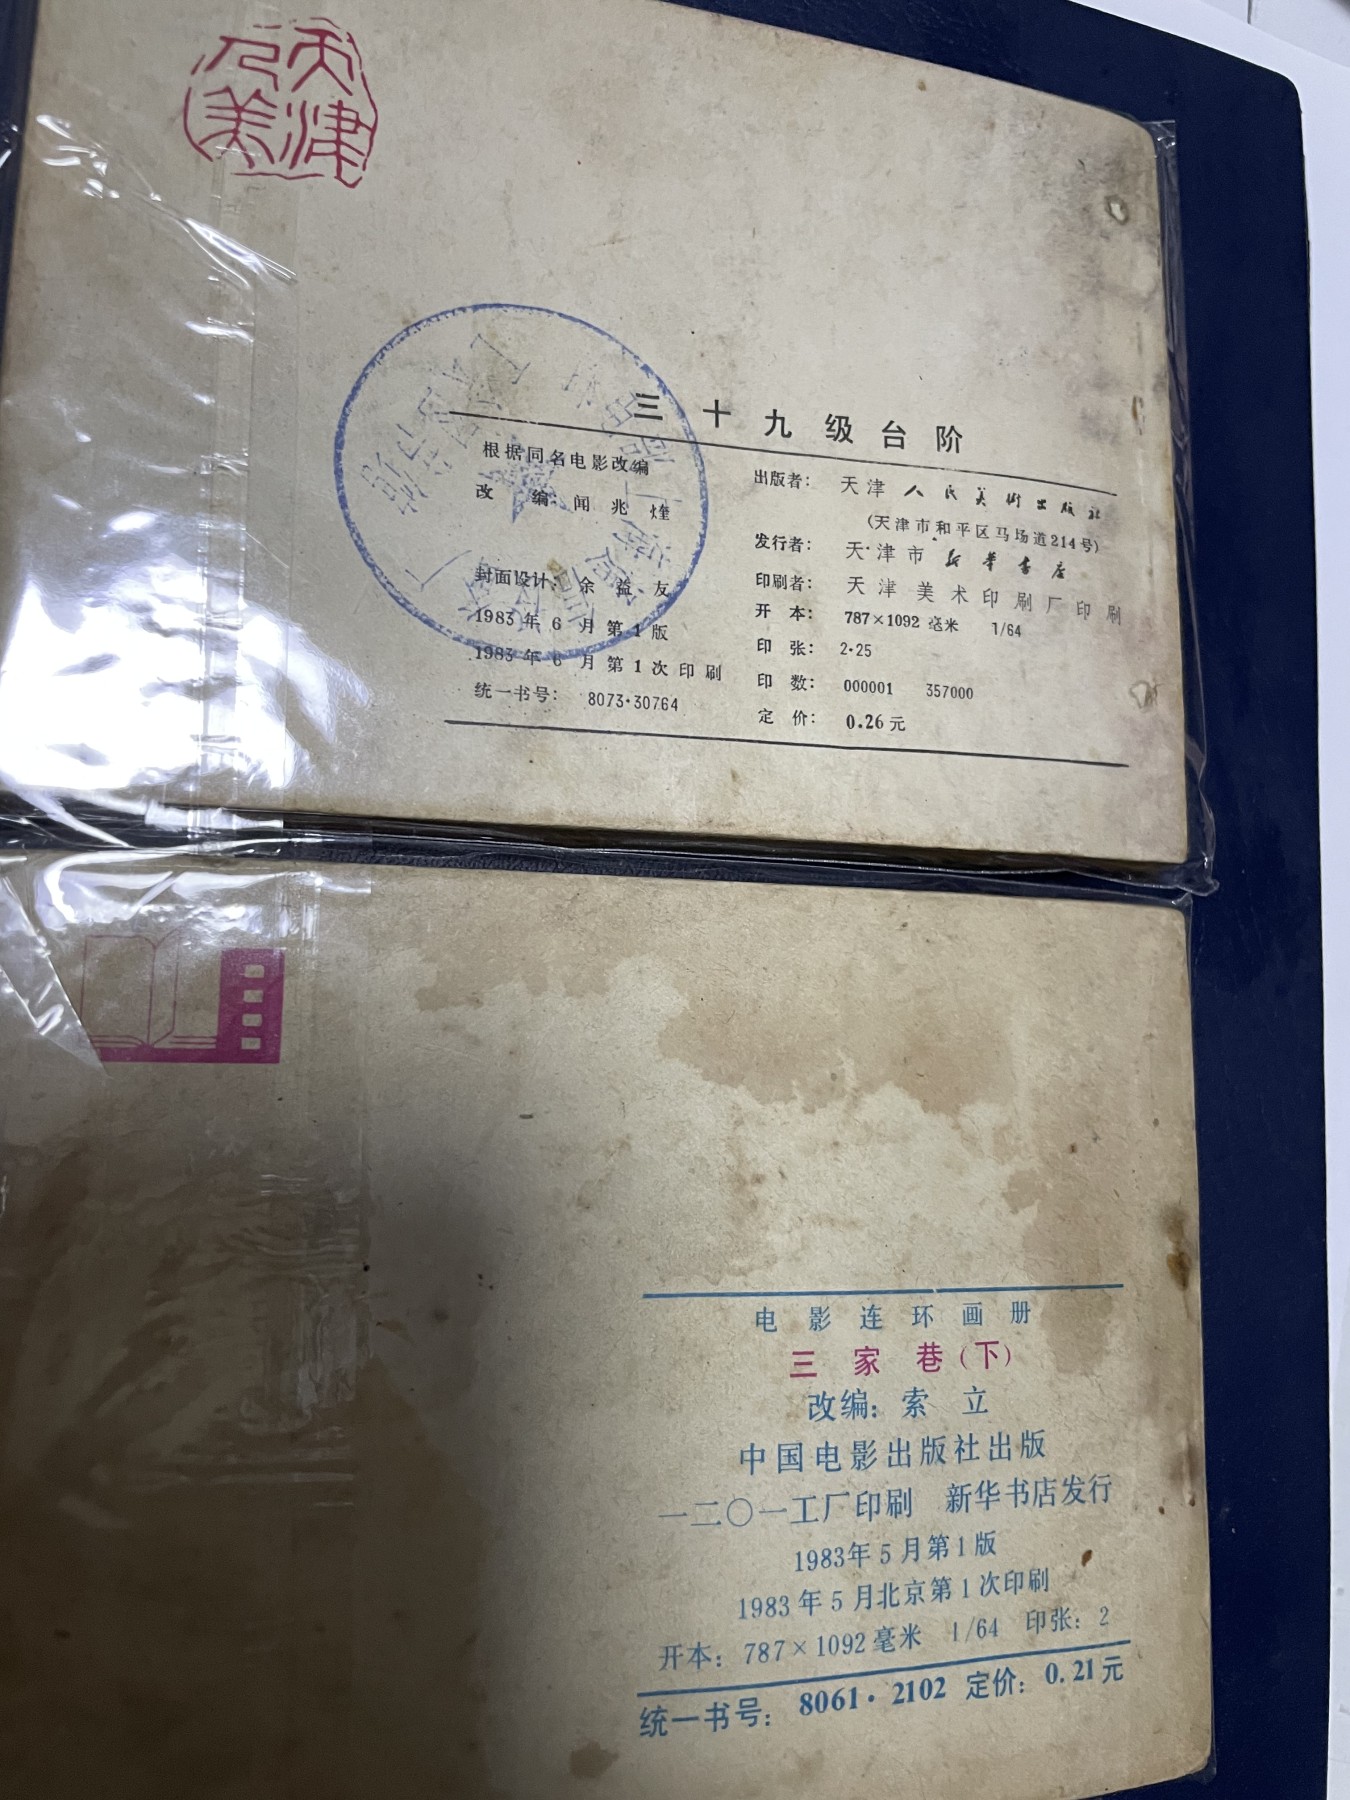 天津
人美
三十九级台阶
根据同名电影改编
改 编：闻兆煃
封面设计：余益友
1983年6月第1版
1983年6月第1次印刷
统一书号：8073·30764
出版者：天津人民美术出版社
(天津市和平区马场道214号)
发行者：天津市新华书店
印刷者：天津美术印刷厂印刷
开 本：787×1092毫米 1/64
印 张：2·25
印 数：000001 357000
定 价：0.26元
电影连环画册
三家巷(下)
改编：索 立
中国电影出版社出版
一二〇一工厂印刷 新华书店发行
1983年5月第1版
1983年5月北京第1次印刷
开本：787×1092毫米 1/64 印张：2
统一书号：8061·2102 定价：0.21元